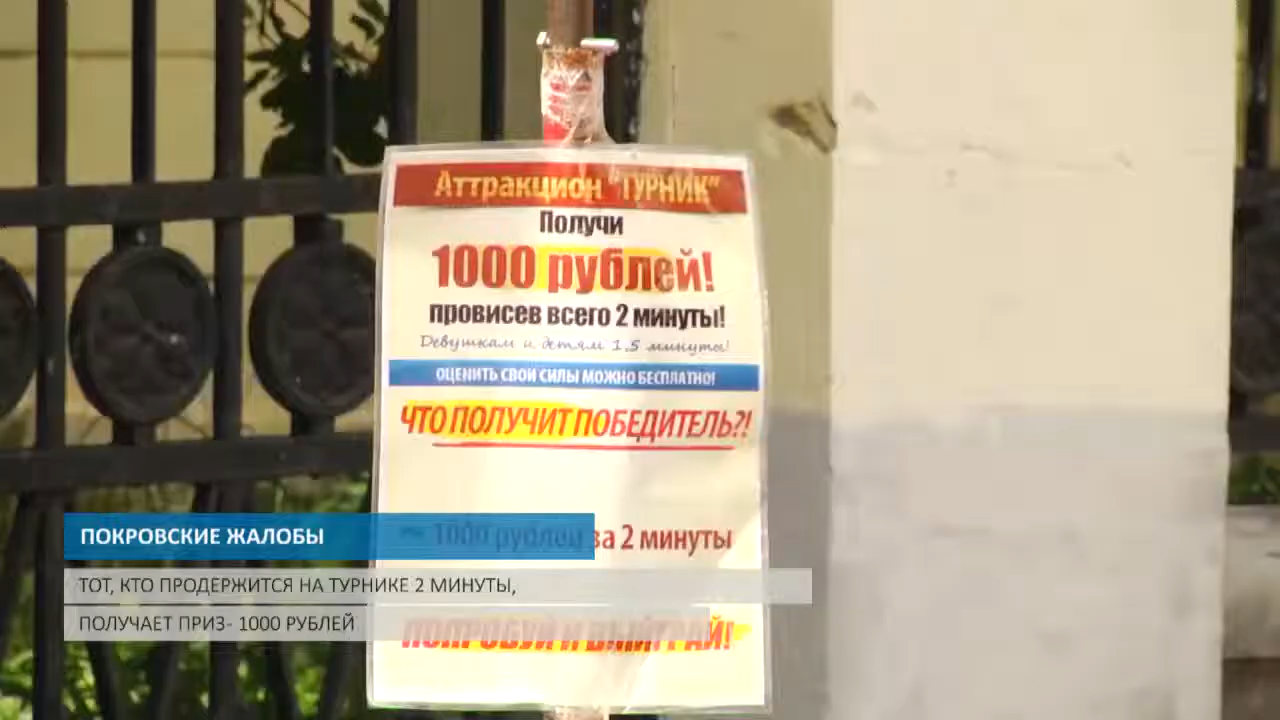 Аттракцион "ТУРНИК"
Получи
1000 рублей!
провисев всего 2 минуты!
Девушкам и детям 1,5 минуты!
ОЦЕНИТЬ СВОИ СИЛЫ МОЖНО БЕСПЛАТНО!
ЧТО ПОЛУЧИТ ПОБЕДИТЕЛЬ?!
1000 рублей за 2 минуты
ПОПРОБУЙ И ВЫИГРАЙ!
ПОКРОВСКИЕ ЖАЛОБЫ
ТОТ, КТО ПРОДЕРЖИТСЯ НА ТУРНИКЕ 2 МИНУТЫ,
ПОЛУЧАЕТ ПРИЗ- 1000 РУБЛЕЙ